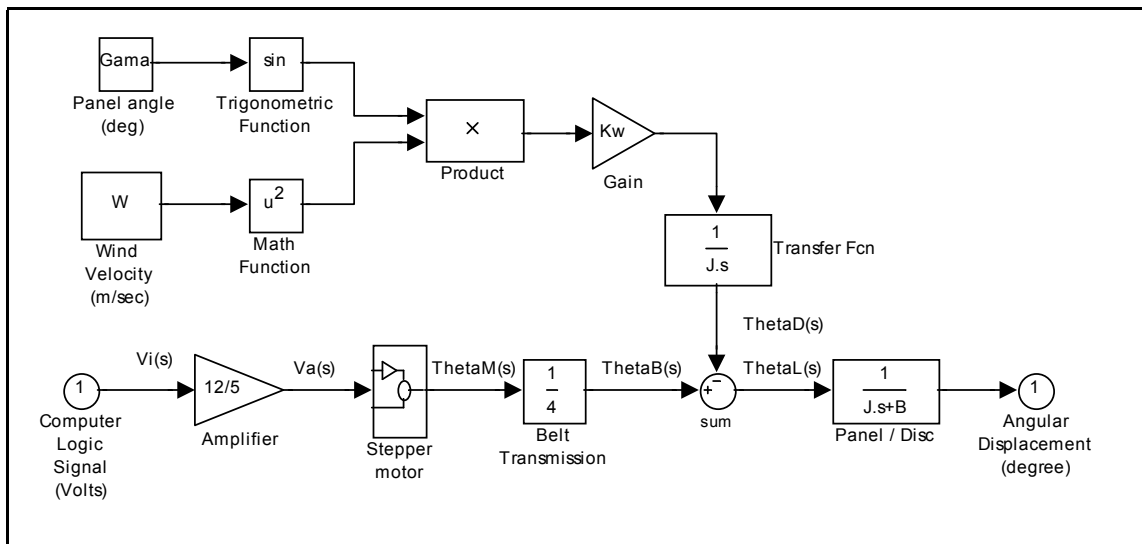 Gama
sin
Panel angle
(deg)
Trigonometric
Function
×
Product
Kw
Gain
W
Wind
Velocity
(m/sec)
u²
Math
Function
1
J.s
Transfer Fcn
ThetaD(s)
Vi(s)
Va(s)
ThetaM(s)
ThetaB(s)
ThetaL(s)
1
Computer
Logic
Signal
(Volts)
12/5
Amplifier
Stepper
motor
1
4
Belt
Transmission
+
−
sum
1
J.s+B
Panel / Disc
1
Angular
Displacement
(degree)